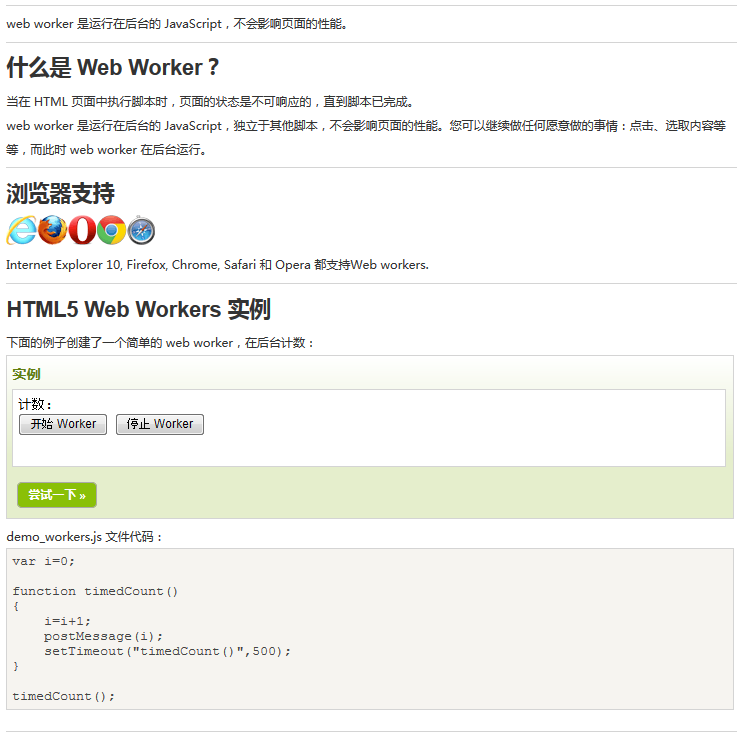 web worker 是运行在后台的 JavaScript，不会影响页面的性能。
什么是 Web Worker？
当在 HTML 页面中执行脚本时，页面的状态是不可响应的，直到脚本已完成。
web worker 是运行在后台的 JavaScript，独立于其他脚本，不会影响页面的性能。您可以继续做任何愿意做的事情：点击、选取内容等
等，而此时 web worker 在后台运行。
浏览器支持
Internet Explorer 10, Firefox, Chrome, Safari 和 Opera 都支持Web workers.
HTML5 Web Workers 实例
下面的例子创建了一个简单的 web worker，在后台计数：
实例
计数：
开始 Worker 停止 Worker
尝试一下 »
demo_workers.js 文件代码：
var i=0;
function timedCount()
{
    i=i+1;
    postMessage(i);
    setTimeout("timedCount()",500);
}
timedCount();